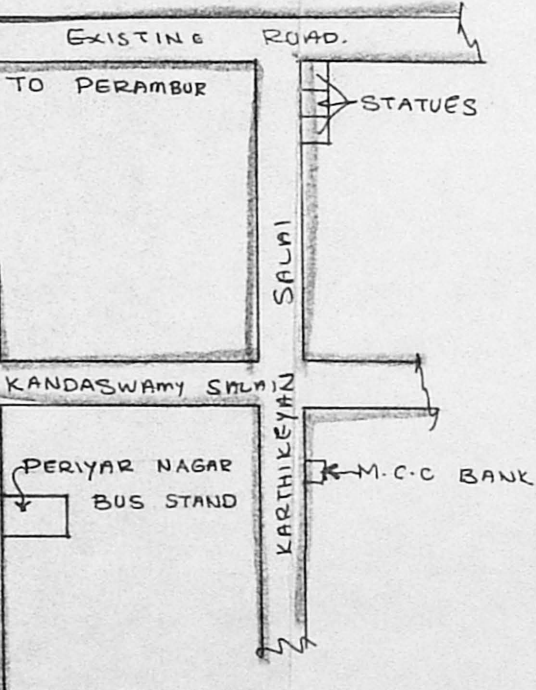 EXISTING ROAD.
TO PERAMBUR
STATUES
KARTHIKEYAN SALAI
KANDASWAMY SALAI
PERIYAR NAGAR
BUS STAND
M.C.C BANK